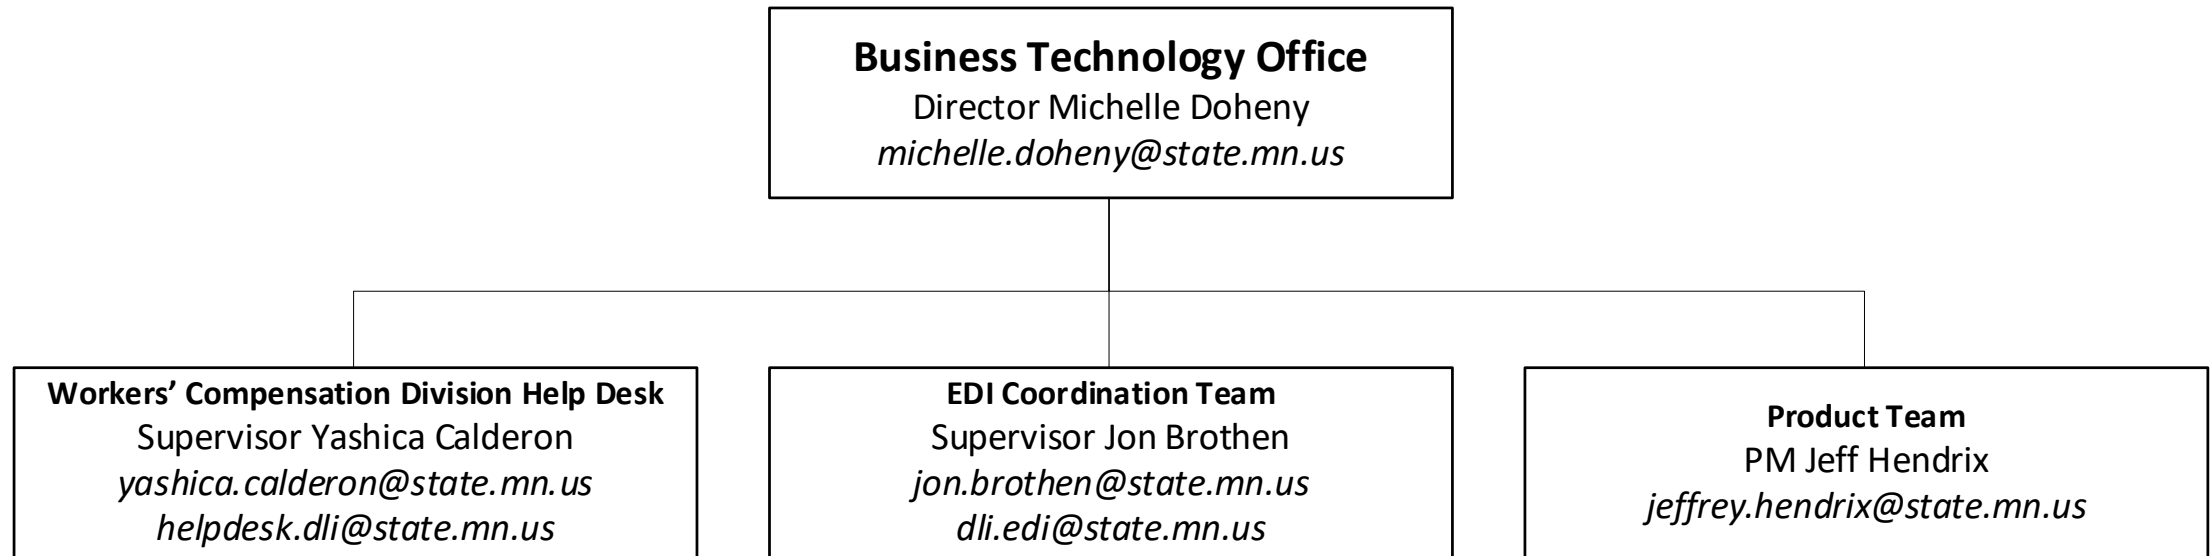 Business Technology Office
Director Michelle Doheny
michelle.doheny@state.mn.us
Workers’ Compensation Division Help Desk
Supervisor Yashica Calderon
yashica.calderon@state.mn.us
helpdesk.dli@state.mn.us
EDI Coordination Team
Supervisor Jon Brothen
jon.brothen@state.mn.us
dli.edi@state.mn.us
Product Team
PM Jeff Hendrix
jeffrey.hendrix@state.mn.us